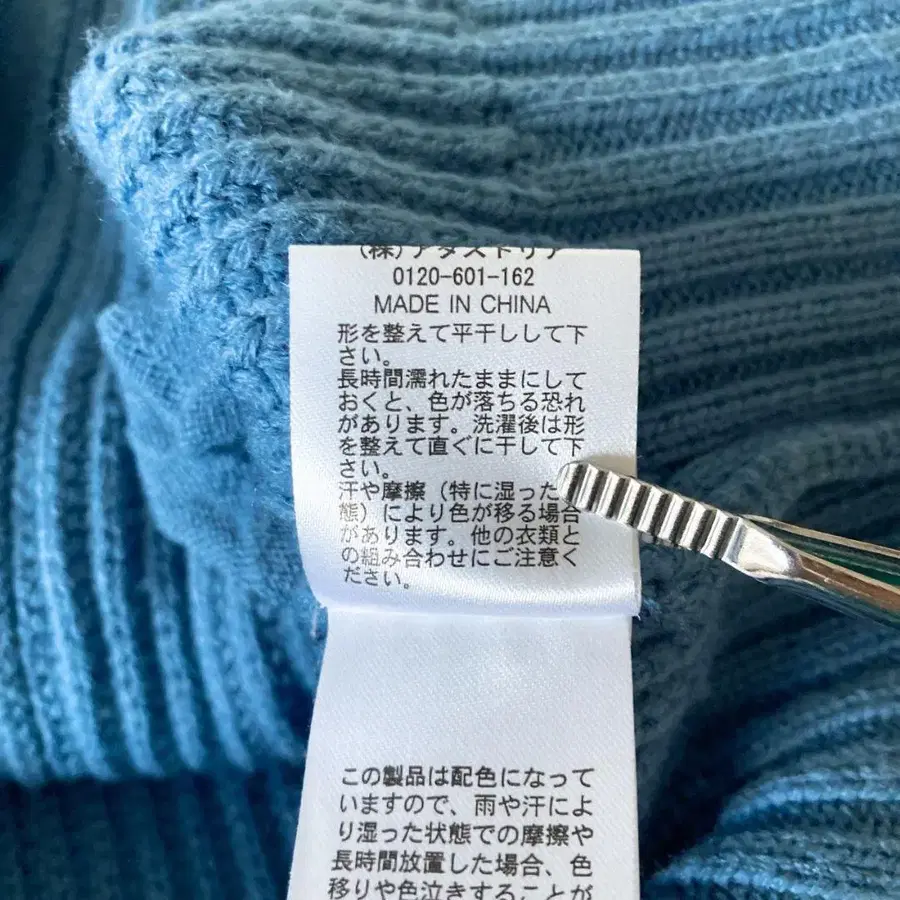 (株)アダストリア
0120-601-162
MADE IN CHINA
形を整えて平干しして下
さい。
長時間濡れたままにして
おくと、色が落ちる恐れ
があります。洗濯後は形
を整えて直ぐに干して下
さい。
汗や摩擦（特に湿った
態）により色が移る場合
があります。他の衣類と
の組み合わせにご注意く
ださい。
この製品は配色になって
いますので、雨や汗によ
り湿った状態での摩擦や
長時間放置した場合、色
移りや色泣きすることが